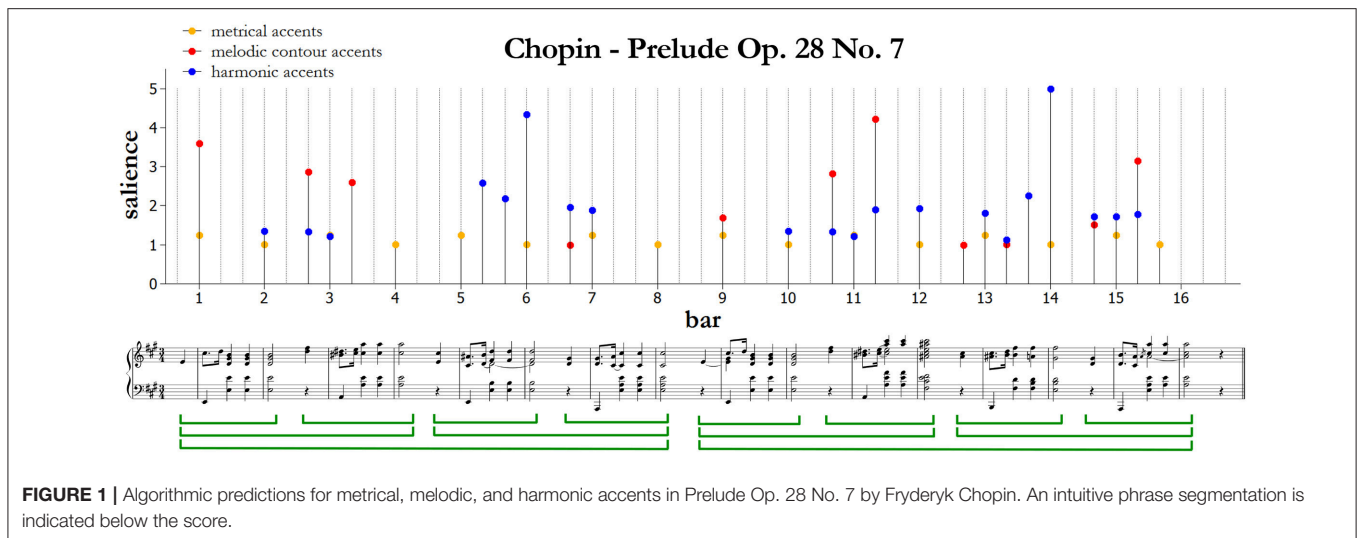 metrical accents
melodic contour accents
harmonic accents
Chopin - Prelude Op. 28 No. 7
salience
5
4
3
2
1
0
1 2 3 4 5 6 7 8 9 10 11 12 13 14 15 16
bar
FIGURE 1 | Algorithmic predictions for metrical, melodic, and harmonic accents in Prelude Op. 28 No. 7 by Fryderyk Chopin. An intuitive phrase segmentation is
indicated below the score.